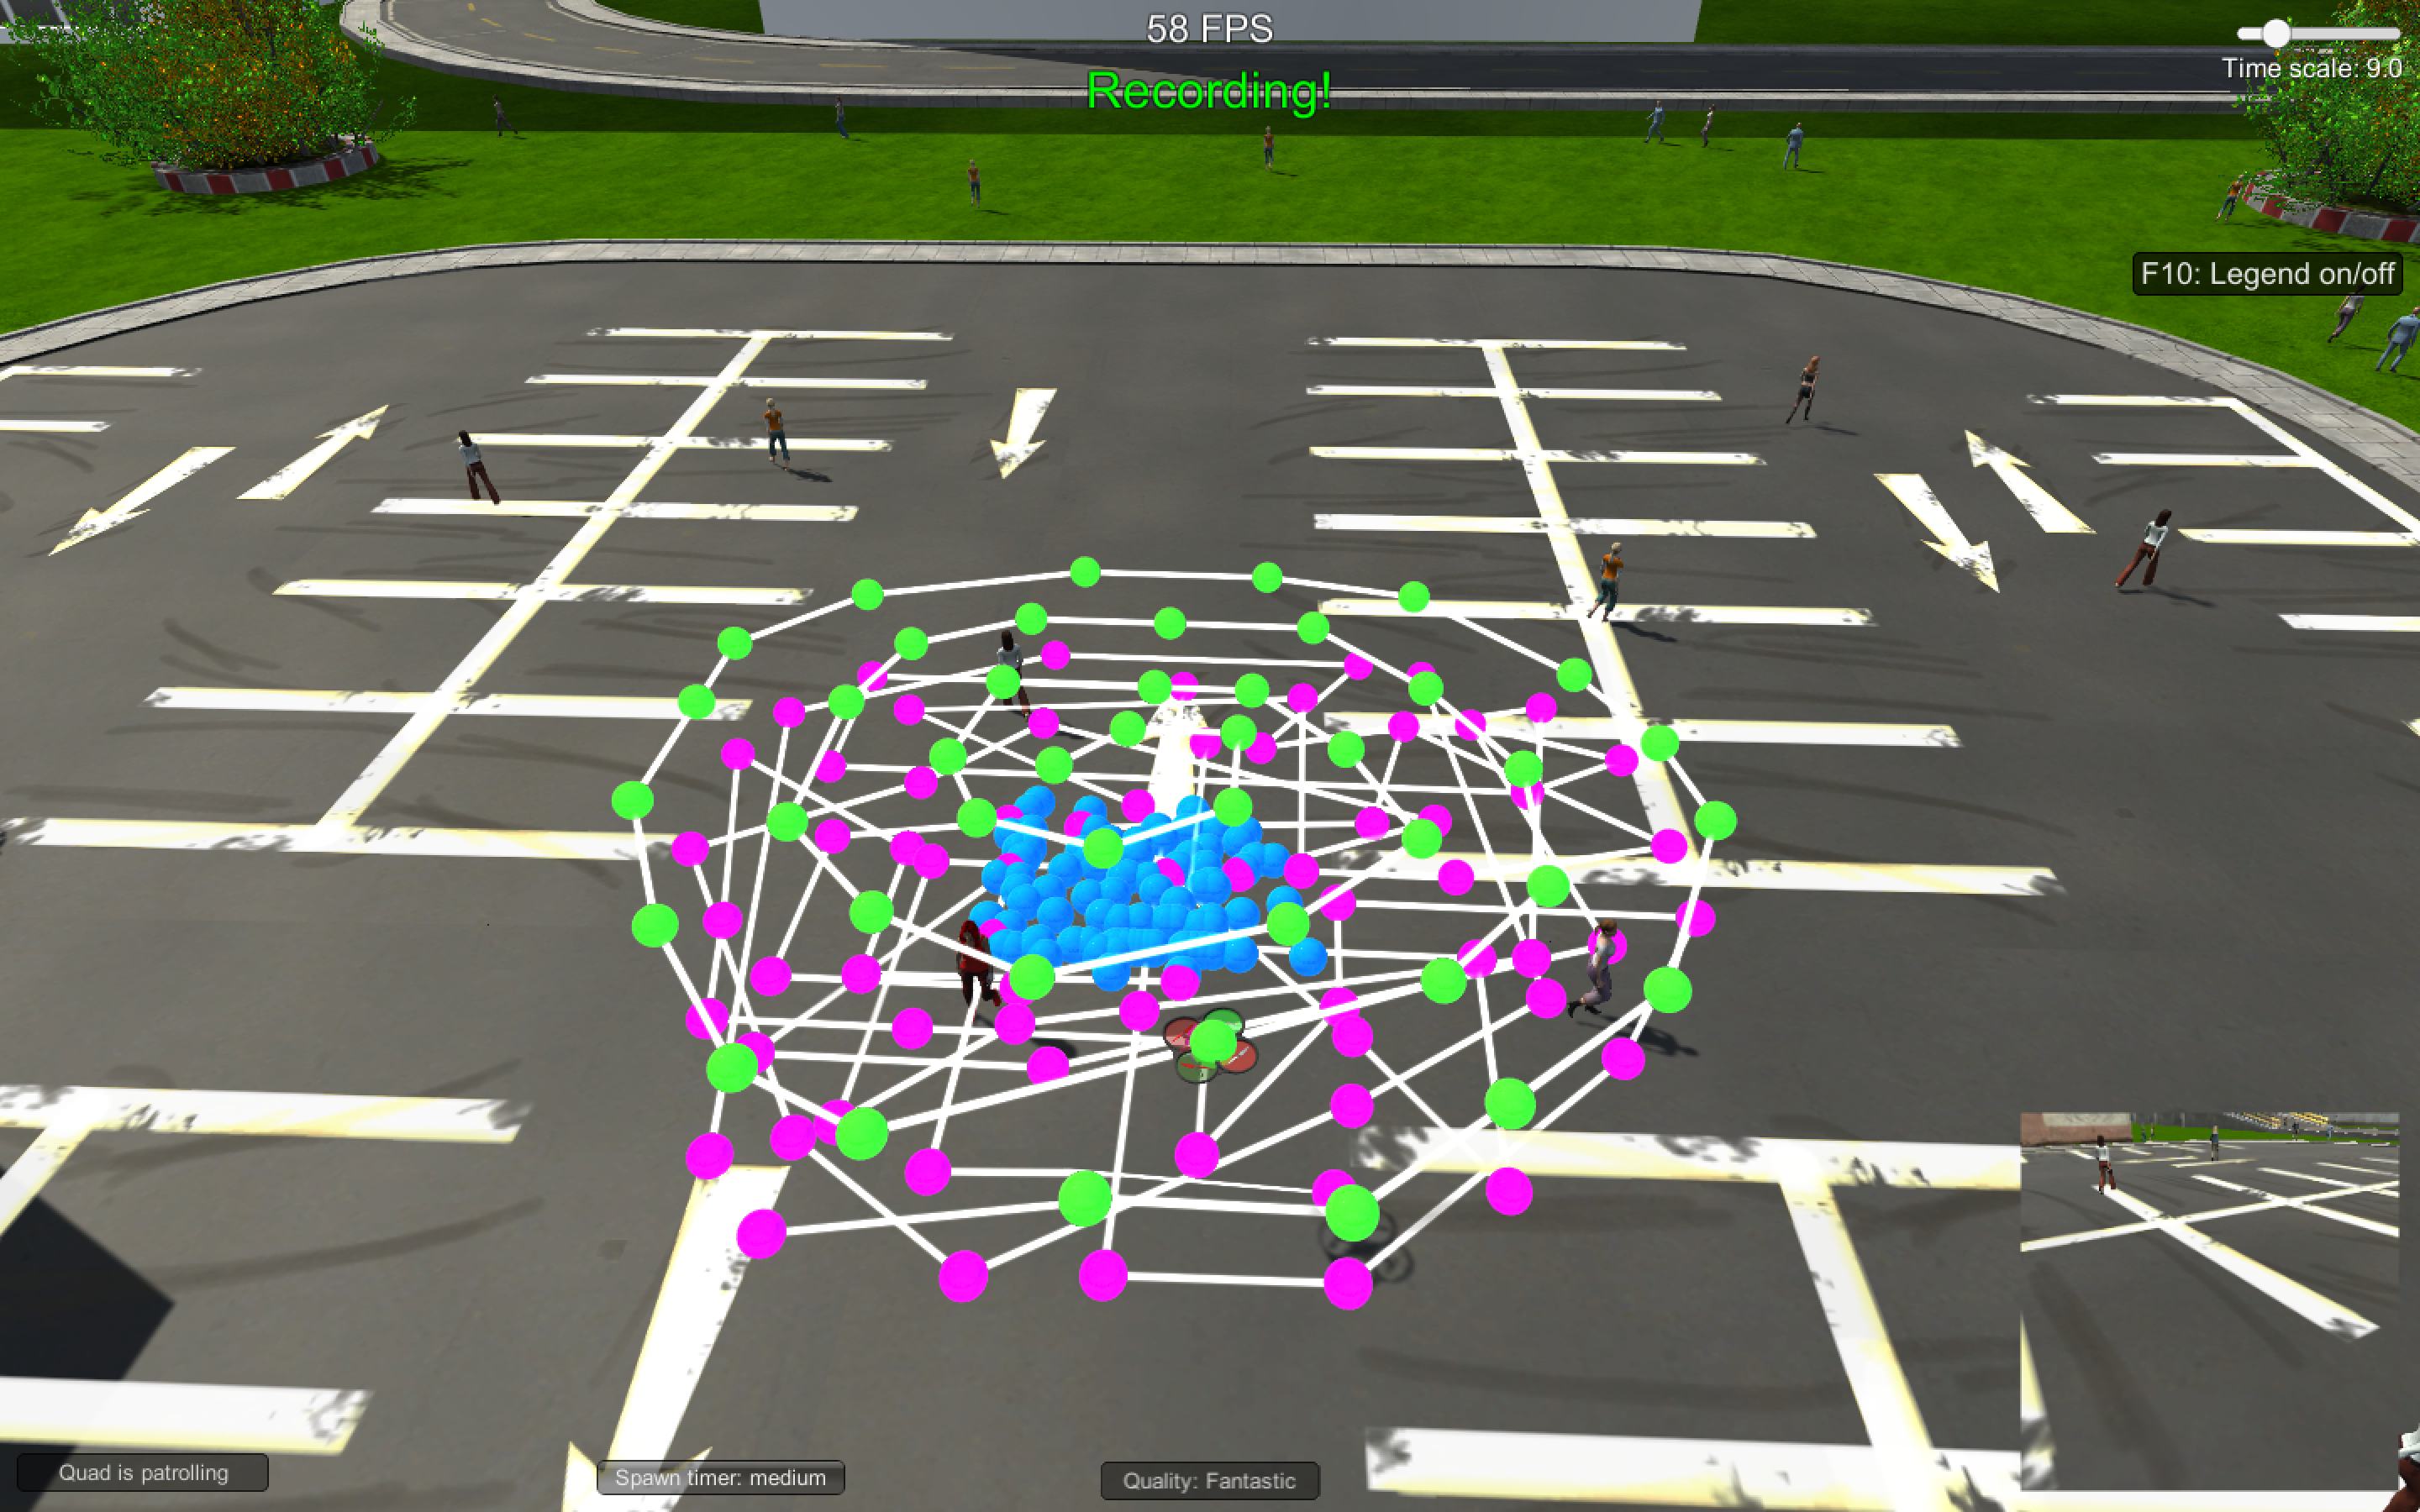 58 FPS
Recording!
Time scale: 9.0
F10: Legend on/off
Quad is patrolling
Spawn timer: medium
Quality: Fantastic